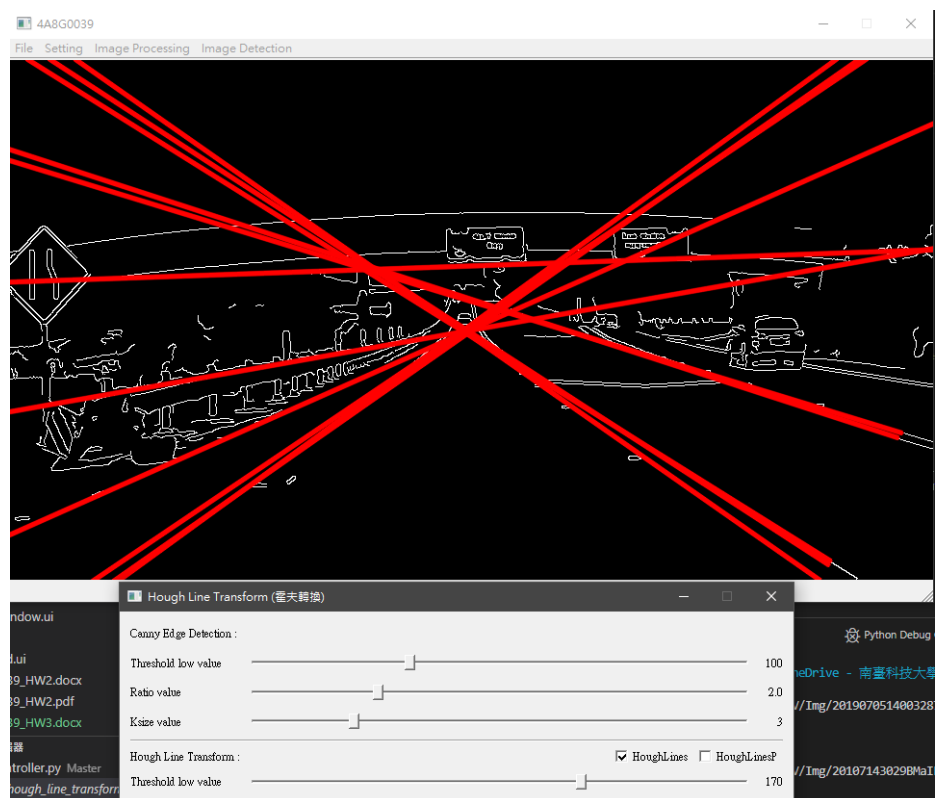 4A8G0039
File Setting Image Processing Image Detection
Hough Line Transform (霍夫轉換)
Canny Edge Detection :
Threshold low value 100
Ratio value 2.0
Ksize value 3
Hough Line Transform : HoughLines HoughLinesP
Threshold low value 170
ndow.ui
d.ui
39_HW2.docx
39_HW2.pdf
39_HW3.docx
ntroller.py Master
hough_line_transform
Python Debug
neDrive - 南臺科技大學
//Img/20190705140032
//Img/20107143029BMaI